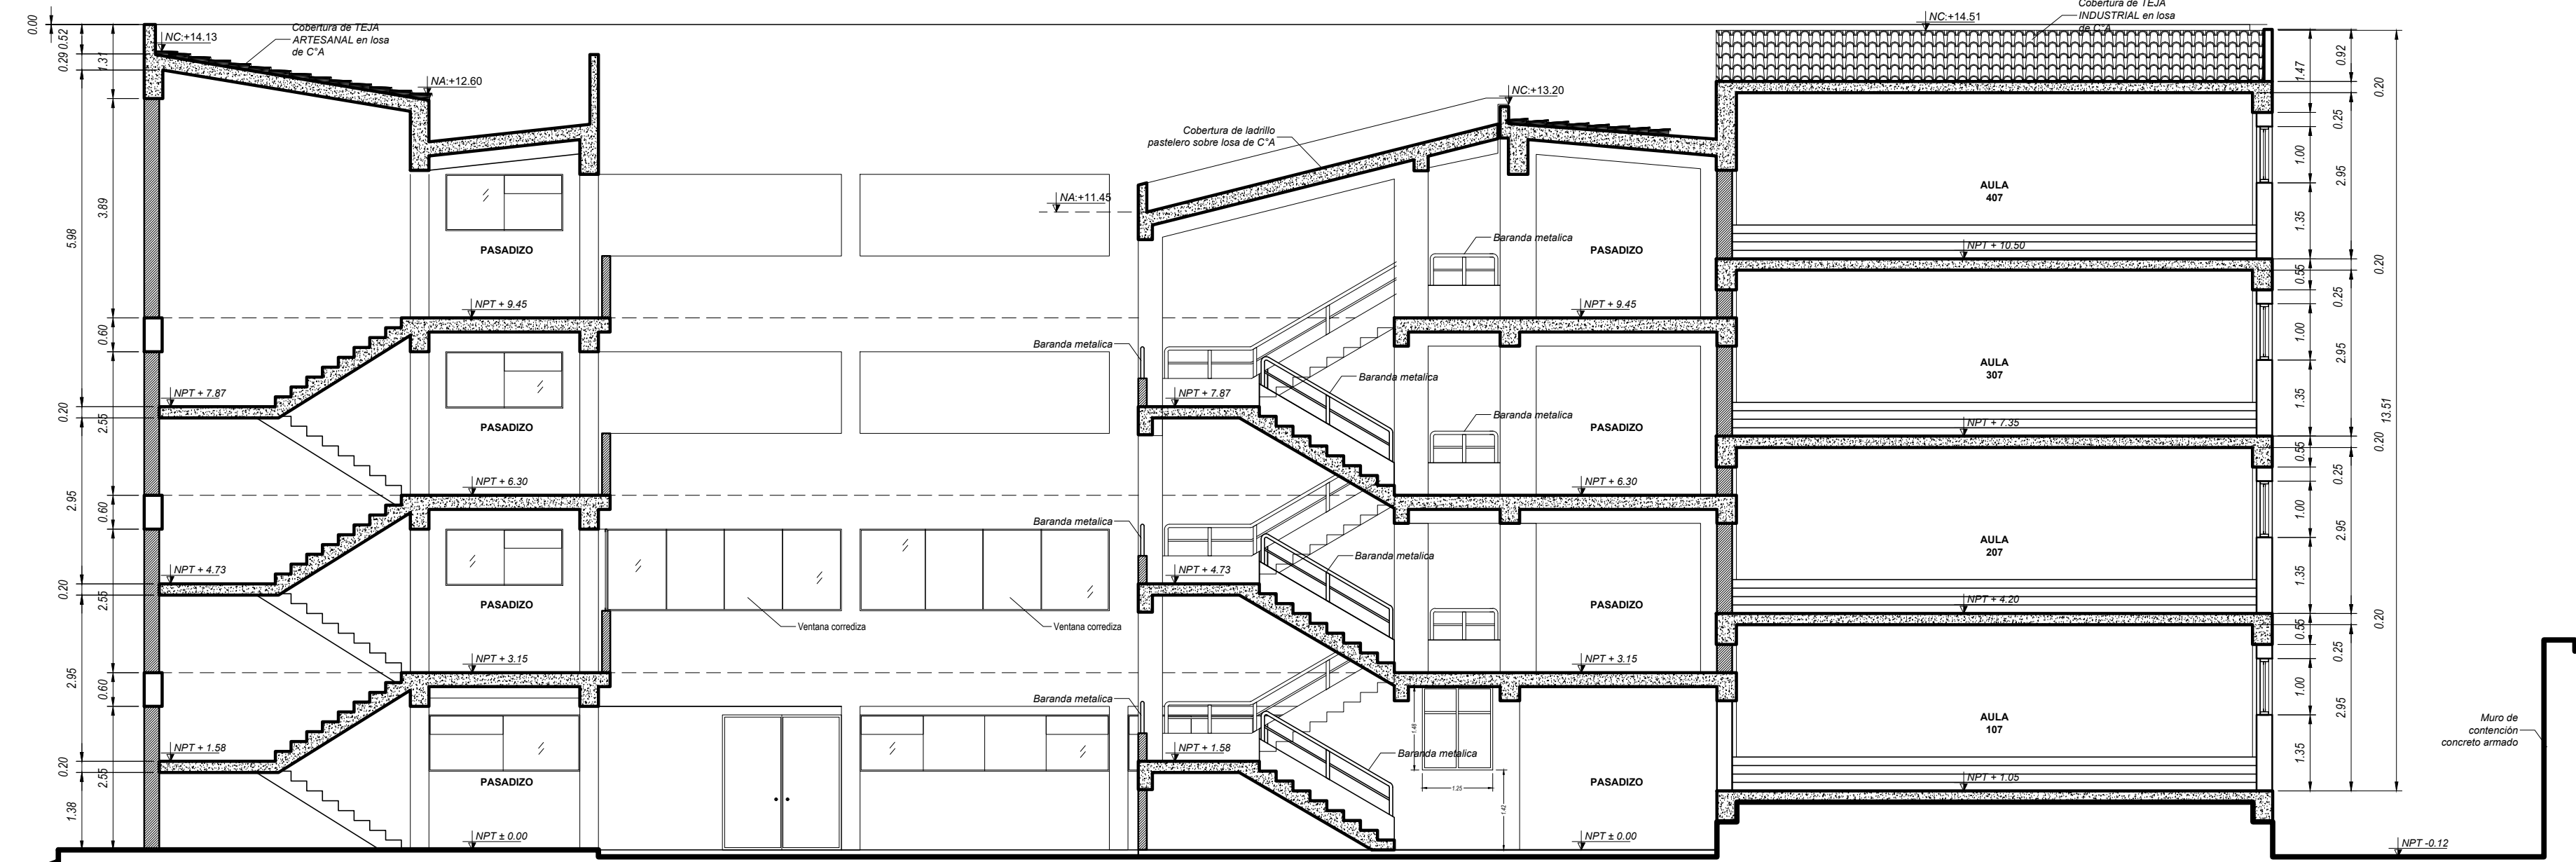 0.00
0.52
0.29
1.31
NC:+14.13
Cobertura de TEJA
ARTESANAL en losa
de C°A
NA:+12.60
NC:+14.51
Cobertura de TEJA
INDUSTRIAL en losa
de C°A
NC:+13.20
Cobertura de ladrillo
pastelero sobre losa de C°A
NA:+11.45
1.47
0.92
0.20
0.25
1.00
2.95
1.35
AULA
407
NPT + 10.50
5.98
3.89
PASADIZO
Baranda metalica
PASADIZO
NPT + 9.45
NPT + 9.45
0.60
0.55
0.20
0.25
1.00
2.95
1.35
Baranda metalica
AULA
307
Baranda metalica
Baranda metalica
NPT + 7.87
NPT + 7.87
0.20
2.55
PASADIZO
PASADIZO
NPT + 7.35
13.51
NPT + 6.30
NPT + 6.30
2.95
0.60
0.55
0.20
0.25
1.00
2.95
1.35
Baranda metalica
AULA
207
Baranda metalica
NPT + 4.73
NPT + 4.73
0.20
2.55
PASADIZO
PASADIZO
NPT + 4.20
Ventana corrediza
Ventana corrediza
NPT + 3.15
NPT + 3.15
2.95
0.60
0.55
0.20
0.25
1.00
2.95
1.35
Baranda metalica
AULA
107
1.48
Baranda metalica
NPT + 1.58
NPT + 1.58
0.20
2.55
1.38
PASADIZO
1.25
1.42
PASADIZO
NPT + 1.05
Muro de
contención
concreto armado
NPT ± 0.00
NPT ± 0.00
NPT -0.12